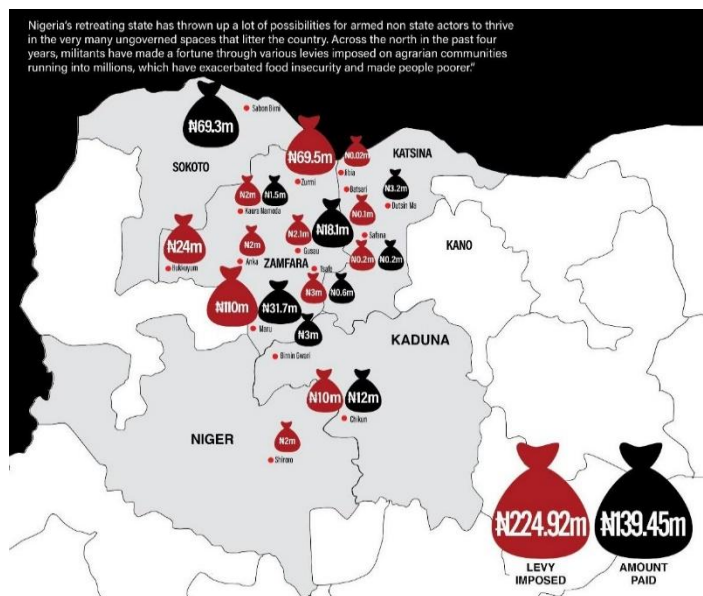 Nigeria's retreating state has thrown up a lot of possibilities for armed non state actors to thrive
in the very many ungoverned spaces that litter the country. Across the north in the past four
years, militants have made a fortune through various levies imposed on agrarian communities
running into millions, which have exacerbated food insecurity and made people poorer."
₦69.3m
Sabon Birni
SOKOTO
₦69.5m
Zurmi
₦0.02m
Jibia
KATSINA
Batsari
₦3.2m
Dutsin Ma
₦2m
₦1.5m
Kaura Namoda
₦0.1m
Safana
₦24m
Bukkuyum
₦2m
Anka
₦2.1m
Gusau
₦18.1m
KANO
₦0.2m
₦0.2m
ZAMFARA
Tsafe
₦3m
₦0.6m
₦110m
₦31.7m
Maru
₦3m
Birnin Gwari
KADUNA
₦10m
₦12m
Chikun
NIGER
₦2m
Shiroro
₦224.92m
₦139.45m
LEVY
IMPOSED
AMOUNT
PAID